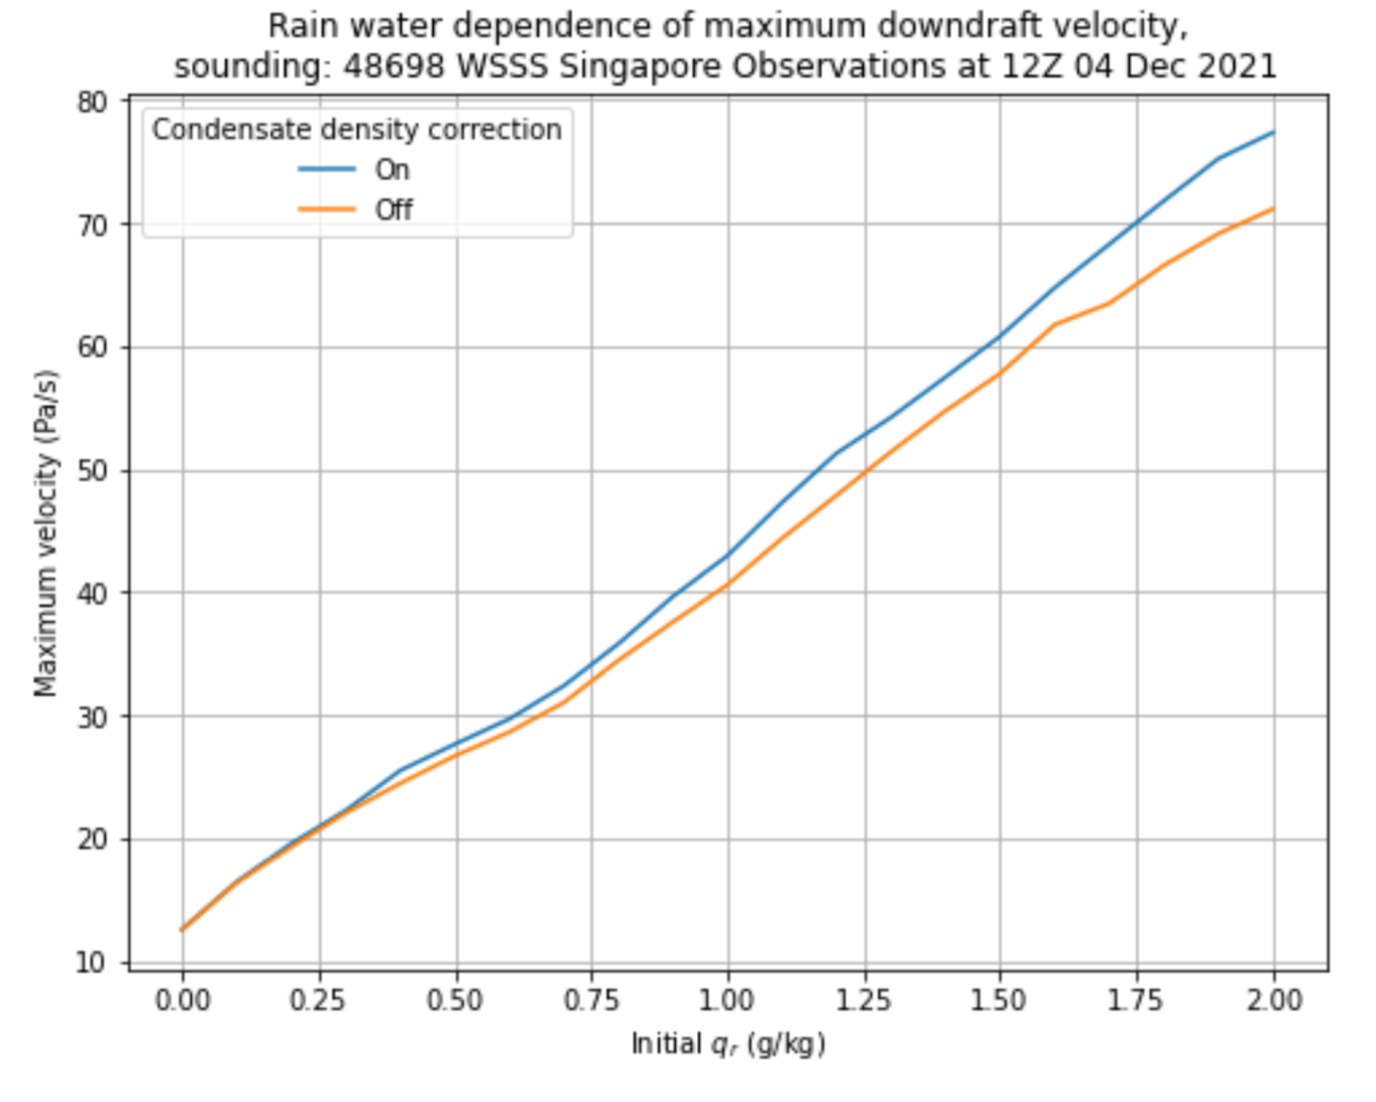 Rain water dependence of maximum downdraft velocity,
sounding: 48698 WSSS Singapore Observations at 12Z 04 Dec 2021
Condensate density correction
On
Off
Maximum velocity (Pa/s)
80
70
60
50
40
30
20
10
0.00 0.25 0.50 0.75 1.00 1.25 1.50 1.75 2.00
Initial qr (g/kg)